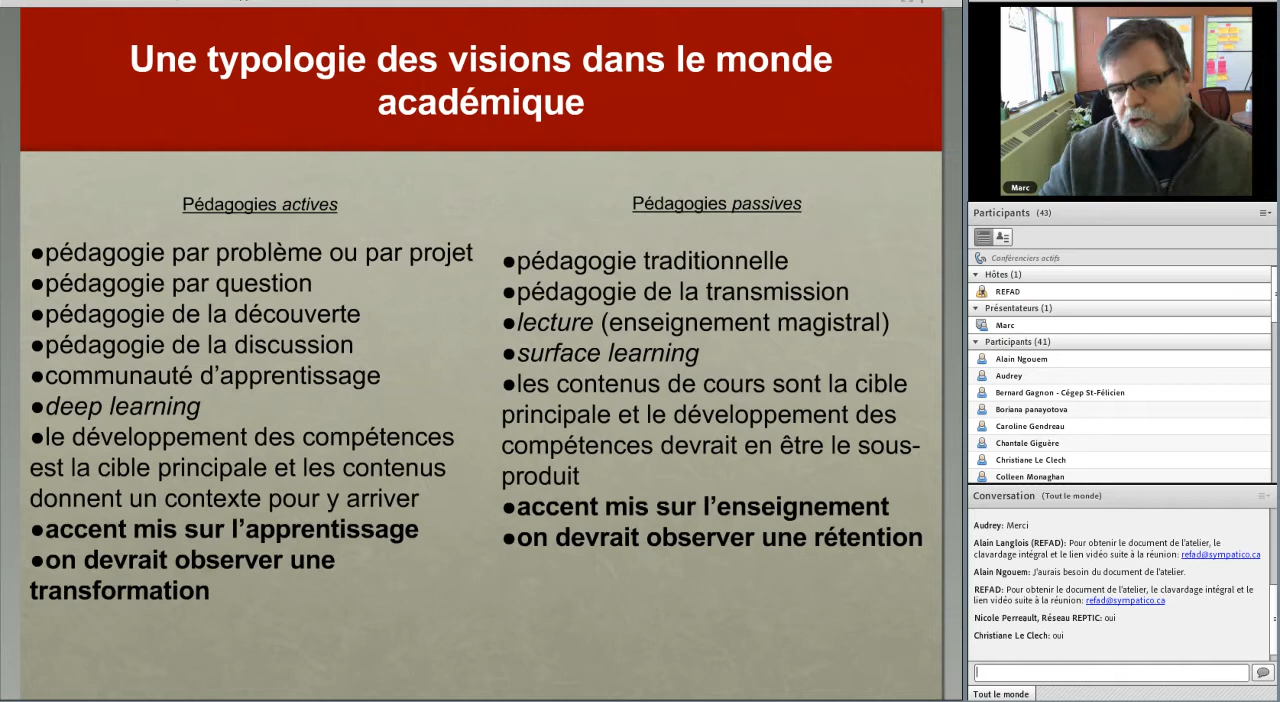 Une typologie des visions dans le monde
académique
Pédagogies actives
●pédagogie par problème ou par projet
●pédagogie par question
●pédagogie de la découverte
●pédagogie de la discussion
●communauté d’apprentissage
●deep learning
●le développement des compétences
est la cible principale et les contenus
donnent un contexte pour y arriver
●accent mis sur l’apprentissage
●on devrait observer une
transformation
Pédagogies passives
●pédagogie traditionnelle
●pédagogie de la transmission
●lecture (enseignement magistral)
●surface learning
●les contenus de cours sont la cible
principale et le développement des
compétences devrait en être le sous-
produit
●accent mis sur l’enseignement
●on devrait observer une rétention
Marc
Participants (43)
Conférenciers actifs
Hôtes (1)
REFAD
Présentateurs (1)
Marc
Participants (41)
Alain Ngouem
Audrey
Bernard Gagnon - Cégep St-Félicien
Boriana panayotova
Caroline Gendreau
Chantale Giguère
Christiane Le Clech
Colleen Monaghan
Conversation (Tout le monde)
Audrey: Merci
Alain Langlois (REFAD): Pour obtenir le document de l'atelier, le
clavardage intégral et le lien vidéo suite à la réunion: refad@sympatico.ca
Alain Ngouem: J'aurais besoin du document de l'atelier.
REFAD: Pour obtenir le document de l'atelier, le clavardage intégral et le
lien vidéo suite à la réunion: refad@sympatico.ca
Nicole Perreault, Réseau REPTIC: oui
Christiane Le Clech: oui
Tout le monde